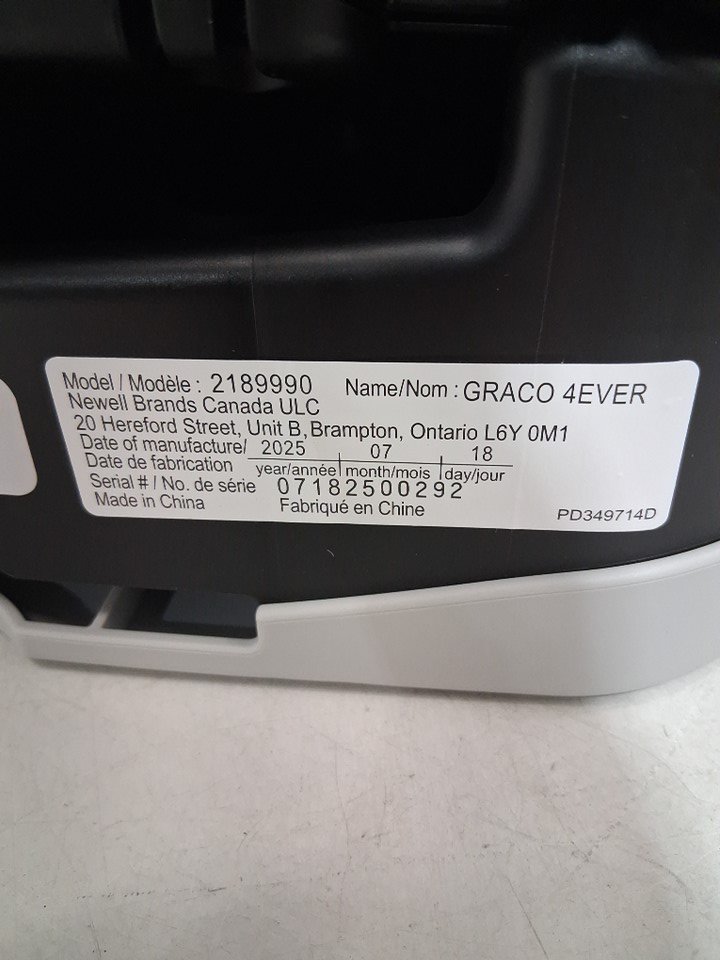 Model / Modèle : 2189990 Name/Nom : GRACO 4EVER
Newell Brands Canada ULC
20 Hereford Street, Unit B, Brampton, Ontario L6Y 0M1
Date of manufacture/ 2025 07 18
Date de fabrication year/année month/mois day/jour
Serial # / No. de série 07182500292
Made in China Fabriqué en Chine PD349714D